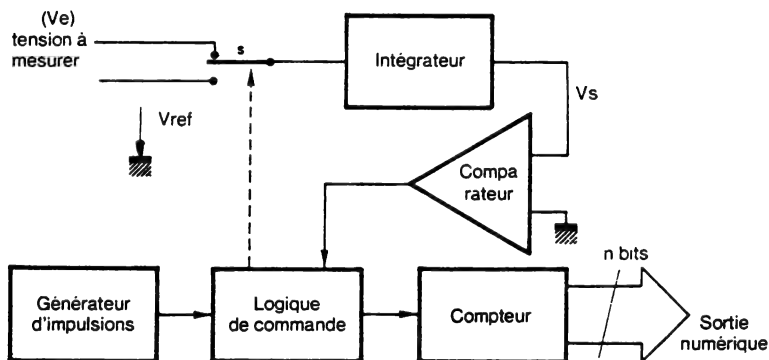 (Ve)
tension à
mesurer
s
Intégrateur
Vs
Vref
Compa
rateur
n bits
Générateur
d'impulsions
Logique
de commande
Compteur
Sortie
numérique